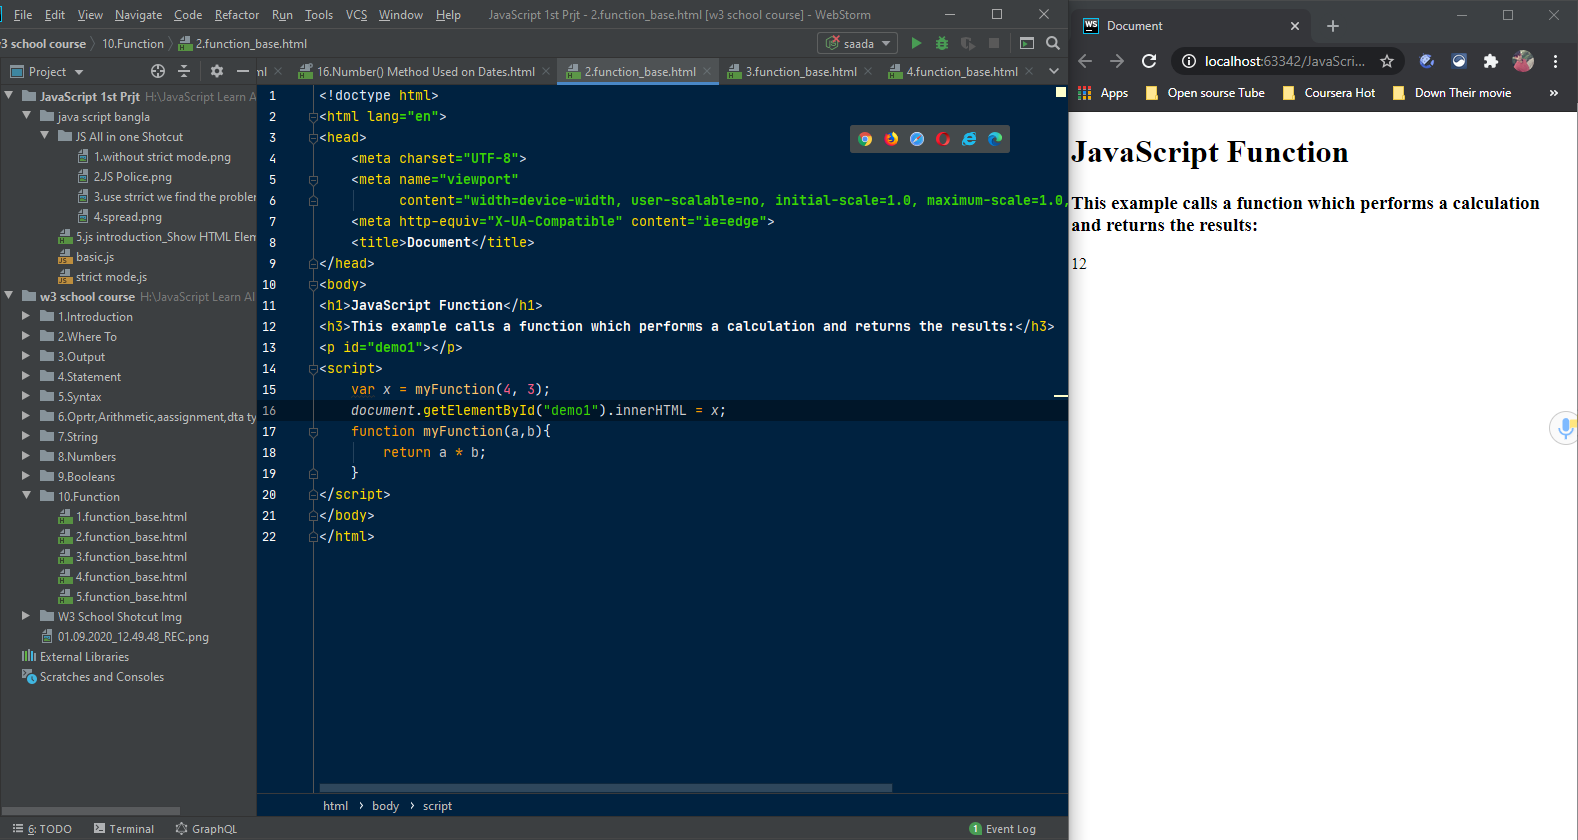 File Edit View Navigate Code Refactor Run Tools VCS Window Help JavaScript 1st Prjt - 2.function_base.html [w3 school course] - WebStorm
3 school course 10.Function 2.function_base.html saada
Project
ml 16.Number() Method Used on Dates.html 2.function_base.html 3.function_base.html 4.function_base.html
JavaScript 1st Prjt H:\JavaScript Learn Al
java script bangla
JS All in one Shotcut
1.without strict mode.png
2.JS Police.png
3.use strrict we find the probler
4.spread.png
5.js introduction_Show HTML Elem
basic.js
strict mode.js
w3 school course H:\JavaScript Learn Al
1.Introduction
2.Where To
3.Output
4.Statement
5.Syntax
6.Oprtr,Arithmetic,aassignment,dta ty
7.String
8.Numbers
9.Booleans
10.Function
1.function_base.html
2.function_base.html
3.function_base.html
4.function_base.html
5.function_base.html
W3 School Shotcut Img
01.09.2020_12.49.48_REC.png
External Libraries
Scratches and Consoles
1 <!doctype html>
2 <html lang="en">
3 <head>
4 <meta charset="UTF-8">
5 <meta name="viewport"
6 content="width=device-width, user-scalable=no, initial-scale=1.0, maximum-scale=1.0,
7 <meta http-equiv="X-UA-Compatible" content="ie=edge">
8 <title>Document</title>
9 </head>
10 <body>
11 <h1>JavaScript Function</h1>
12 <h3>This example calls a function which performs a calculation and returns the results:</h3>
13 <p id="demo1"></p>
14 <script>
15 var x = myFunction(4, 3);
16 document.getElementById("demo1").innerHTML = x;
17 function myFunction(a,b){
18 return a * b;
19 }
20 </script>
21 </body>
22 </html>
html body script
6: TODO Terminal GraphQL 1 Event Log
WS Document
localhost:63342/JavaScri...
Apps Open sourse Tube Coursera Hot Down Their movie »
JavaScript Function
This example calls a function which performs a calculation
and returns the results:
12